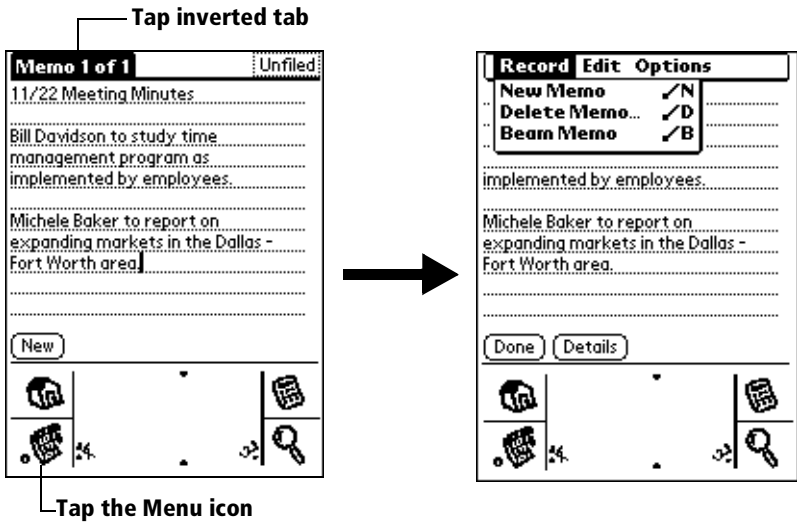 Tap inverted tab
Memo 1 of 1
Unfiled
11/22 Meeting Minutes
Bill Davidson to study time
management program as
implemented by employees.
Michele Baker to report on
expanding markets in the Dallas -
Fort Worth area.
New
Tap the Menu icon
Record Edit Options
New Memo /N
Delete Memo... /D
Beam Memo /B
implemented by employees.
Michele Baker to report on
expanding markets in the Dallas -
Fort Worth area.
Done Details